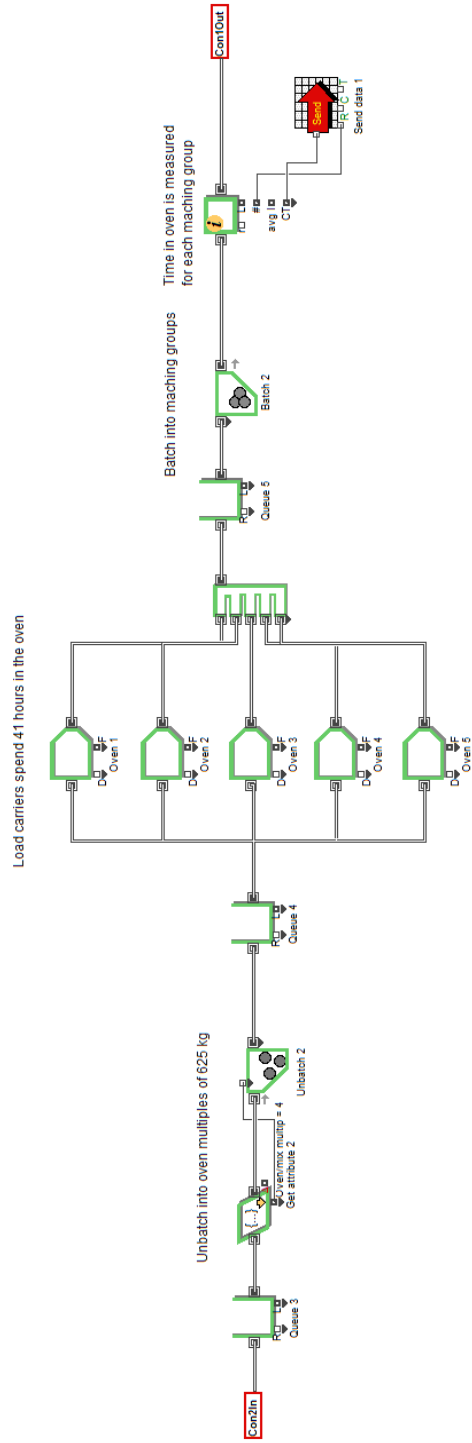 Load carriers spend 41 hours in the oven
Unbatch into oven multiples of 625 kg
Batch into maching groups
Time in oven is measured
for each maching group
Con2In
R L
Queue 3
{...}
Oven/mix multip = 4
Get attribute 2
Unbatch 2
R L
Queue 4
D F
Oven 1
D F
Oven 2
D F
Oven 3
D F
Oven 4
D F
Oven 5
R L
Queue 5
Batch 2
i
r L
#
avg l
CT
Send
R C T
Send data 1
Con1Out